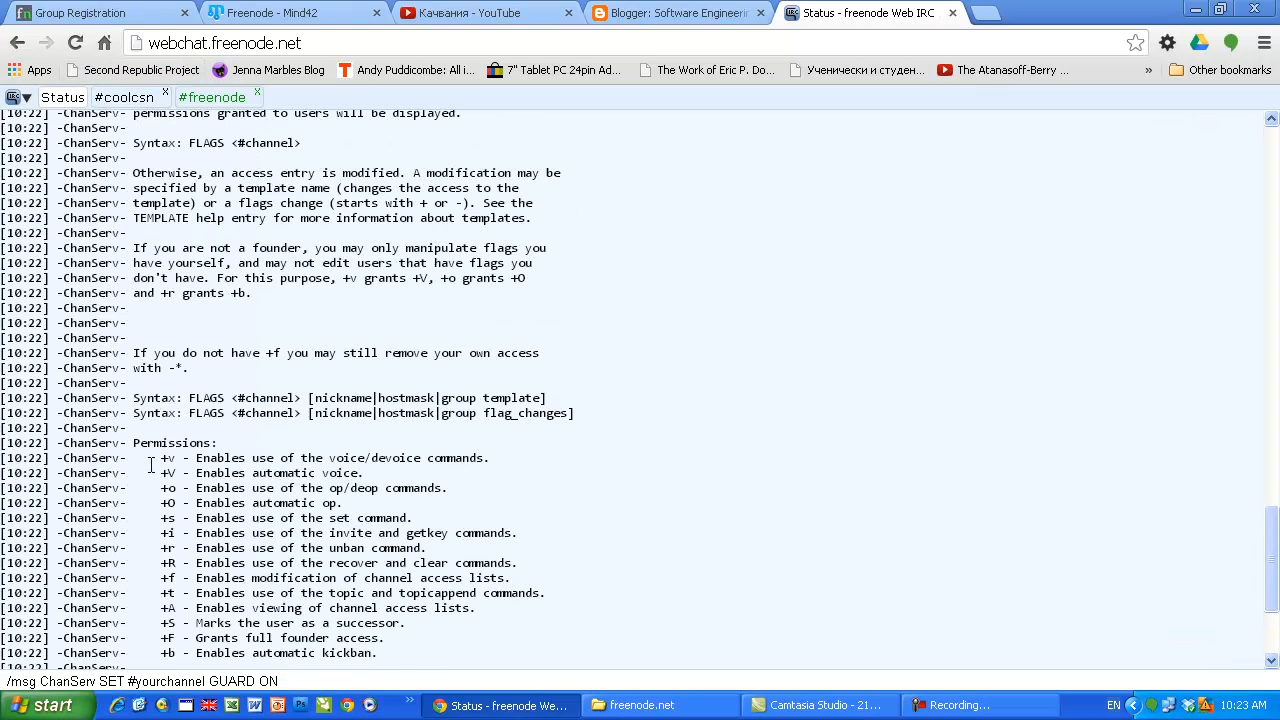 Group Registration
Freenode - Mind42
Качвания - YouTube
Blogger: Software Engineerin
Status - freenode Web IRC
webchat.freenode.net
Apps
Second Republic Project
Jenna Marbles Blog
Andy Puddicombe: All i...
7" Tablet PC 24pin Ad...
The Work of Eric P. Do...
Ученически и студен...
The Atanasoff-Berry ...
»
Other bookmarks
Status
#coolcsn
#freenode
[10:22] -ChanServ- permissions granted to users will be displayed.
[10:22] -ChanServ-
[10:22] -ChanServ- Syntax: FLAGS <#channel>
[10:22] -ChanServ-
[10:22] -ChanServ- Otherwise, an access entry is modified. A modification may be
[10:22] -ChanServ- specified by a template name (changes the access to the
[10:22] -ChanServ- template) or a flags change (starts with + or -). See the
[10:22] -ChanServ- TEMPLATE help entry for more information about templates.
[10:22] -ChanServ-
[10:22] -ChanServ- If you are not a founder, you may only manipulate flags you
[10:22] -ChanServ- have yourself, and may not edit users that have flags you
[10:22] -ChanServ- don't have. For this purpose, +v grants +V, +o grants +O
[10:22] -ChanServ- and +r grants +b.
[10:22] -ChanServ-
[10:22] -ChanServ-
[10:22] -ChanServ-
[10:22] -ChanServ- If you do not have +f you may still remove your own access
[10:22] -ChanServ- with -*.
[10:22] -ChanServ-
[10:22] -ChanServ- Syntax: FLAGS <#channel> [nickname|hostmask|group template]
[10:22] -ChanServ- Syntax: FLAGS <#channel> [nickname|hostmask|group flag_changes]
[10:22] -ChanServ-
[10:22] -ChanServ- Permissions:
[10:22] -ChanServ- +v - Enables use of the voice/devoice commands.
[10:22] -ChanServ- +V - Enables automatic voice.
[10:22] -ChanServ- +o - Enables use of the op/deop commands.
[10:22] -ChanServ- +O - Enables automatic op.
[10:22] -ChanServ- +s - Enables use of the set command.
[10:22] -ChanServ- +i - Enables use of the invite and getkey commands.
[10:22] -ChanServ- +r - Enables use of the unban command.
[10:22] -ChanServ- +R - Enables use of the recover and clear commands.
[10:22] -ChanServ- +f - Enables modification of channel access lists.
[10:22] -ChanServ- +t - Enables use of the topic and topicappend commands.
[10:22] -ChanServ- +A - Enables viewing of channel access lists.
[10:22] -ChanServ- +S - Marks the user as a successor.
[10:22] -ChanServ- +F - Grants full founder access.
[10:22] -ChanServ- +b - Enables automatic kickban.
[10:22] -ChanServ-
/msg ChanServ SET #yourchannel GUARD ON
start
»
Status - freenode We...
freenode.net
Camtasia Studio - 21...
Recording...
EN
10:23 AM